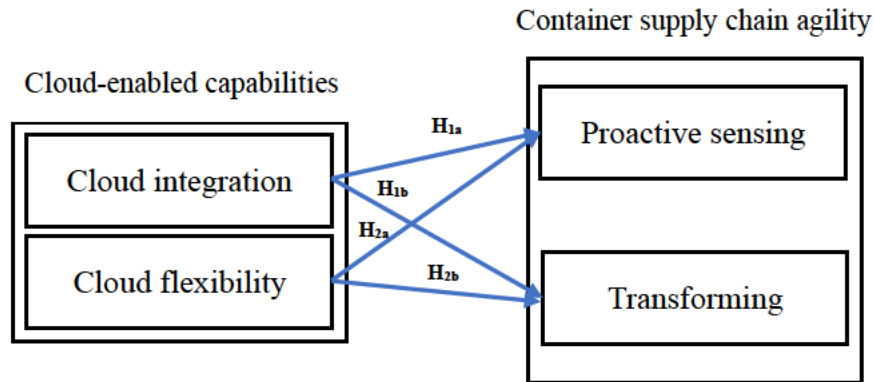 Container supply chain agility
Cloud-enabled capabilities
H1a
Proactive sensing
Cloud integration
H1b
H2a
H2b
Cloud flexibility
Transforming